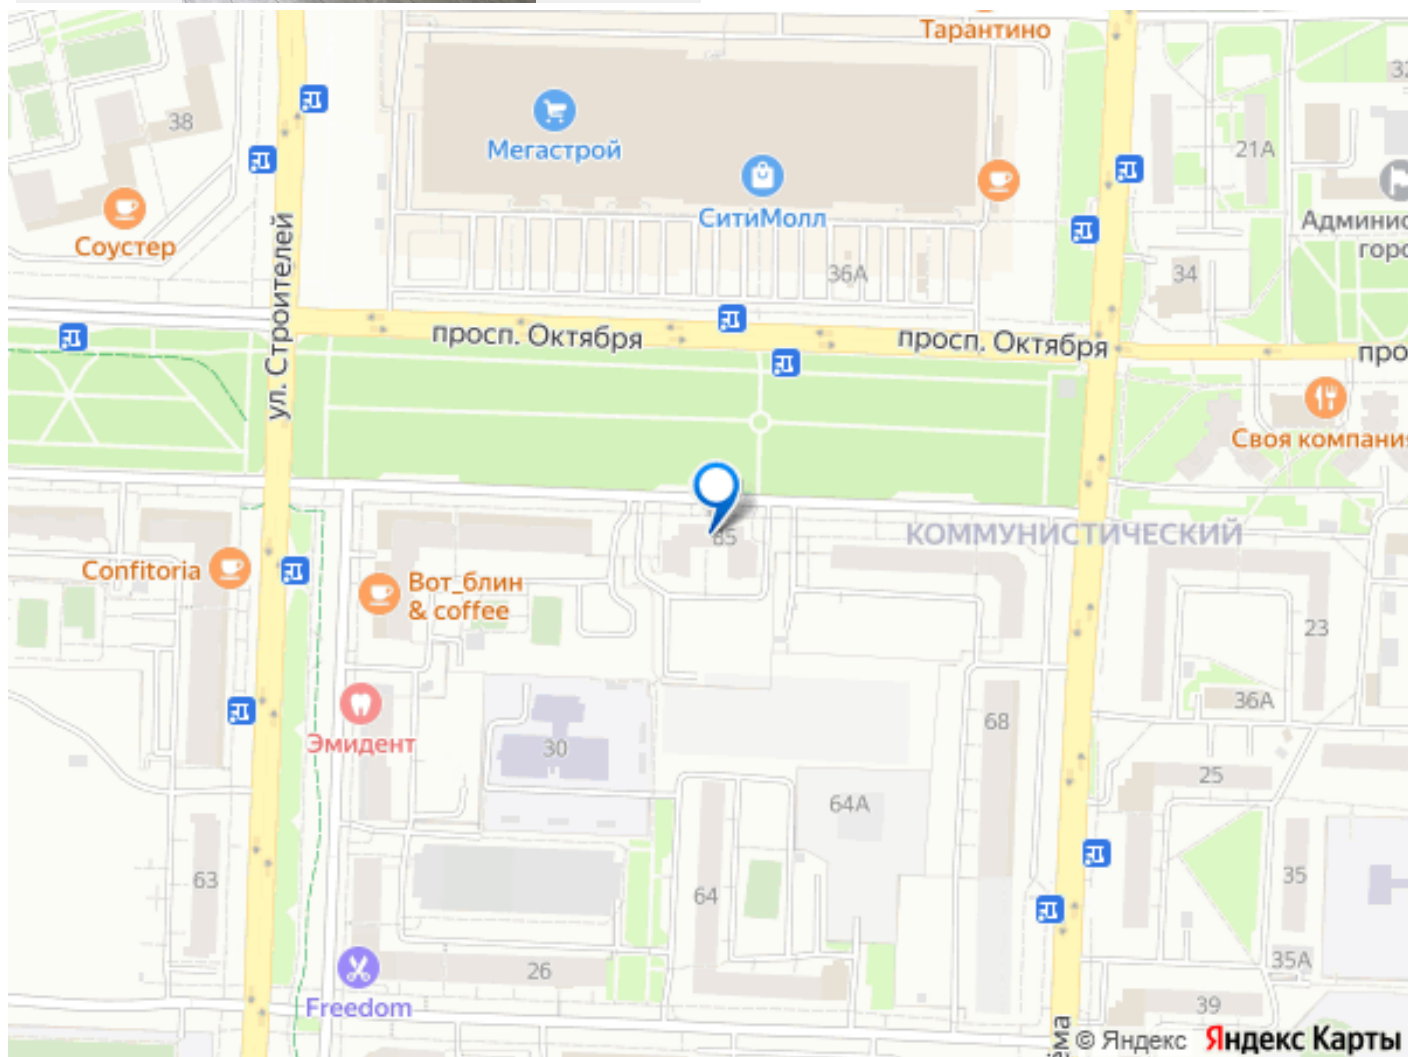 Тарантино
38
Мегастрой
21А
СитиМолл
Соустер
Админис
горо
36А
34
ул. Строителей
просп. Октября
просп. Октября
про
Своя компания
65
КОММУНИСТИЧЕСКИЙ
Confitoria
Вот_блин
& coffee
23
36А
68
Эмидент
30
25
64А
63
64
35
26
35А
Freedom
39
© Яндекс
Яндекс Карты